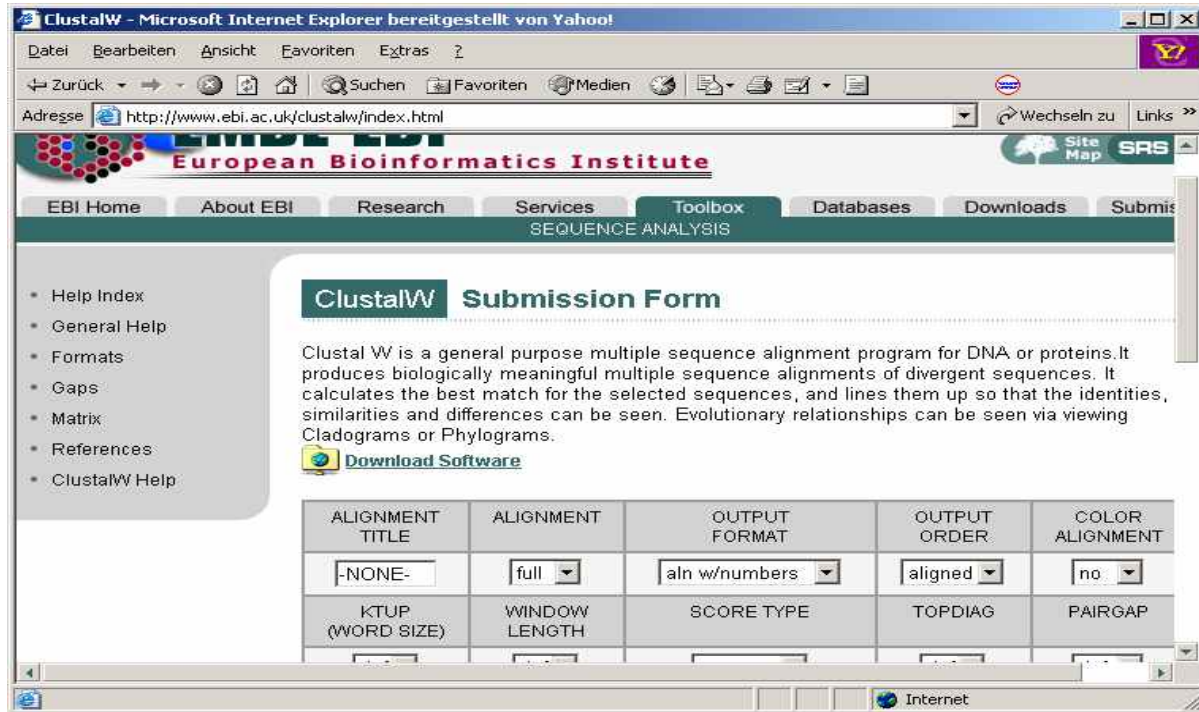 ClustalW - Microsoft Internet Explorer bereitgestellt von Yahoo!
Datei Bearbeiten Ansicht Favoriten Extras ?
Zurück Suchen Favoriten Medien
Adresse http://www.ebi.ac.uk/clustalw/index.html Wechseln zu Links »
European Bioinformatics Institute
Site Map SRS
EBI Home About EBI Research Services Toolbox Databases Downloads
SEQUENCE ANALYSIS
Help Index
General Help
Formats
Gaps
Matrix
References
ClustalW Help
ClustalW Submission Form
Clustal W is a general purpose multiple sequence alignment program for DNA or proteins.It
produces biologically meaningful multiple sequence alignments of divergent sequences. It
calculates the best match for the selected sequences, and lines them up so that the identities,
similarities and differences can be seen. Evolutionary relationships can be seen via viewing
Cladograms or Phylograms.
Download Software
ALIGNMENT TITLE ALIGNMENT OUTPUT FORMAT OUTPUT ORDER COLOR ALIGNMENT
-NONE- full aln w/numbers aligned no
KTUP (WORD SIZE) WINDOW LENGTH SCORE TYPE TOPDIAG PAIRGAP
Internet